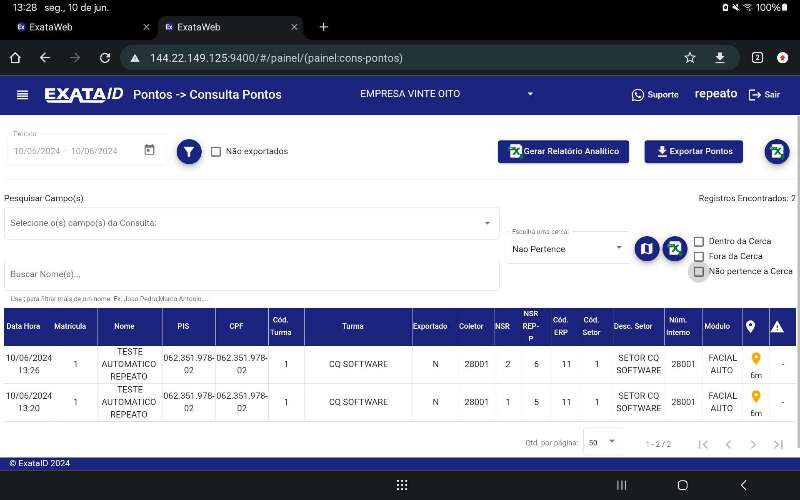 13:28 seg., 10 de jun. 100%
ExataWeb ExataWeb
144.22.149.125:9400/#/painel/(painel:cons-pontos) 2
EXATAID Pontos -> Consulta Pontos EMPRESA VINTE OITO Suporte repeato Sair
Período
10/06/2024 – 10/06/2024 Não exportados Gerar Relatório Analítico Exportar Pontos
Pesquisar Campo(s) Registros Encontrados: 2
Selecione o(s) campo(s) da Consulta:
Escolha uma cerca:
Nao Pertence
Dentro da Cerca
Fora da Cerca
Não pertence a Cerca
Buscar Nome(s)...
Use ; para filtrar mais de um nome. Ex: Joao Pedro;Marco Antonio;...
Data Hora Matrícula Nome PIS CPF Cód. Turma Turma Exportado Coletor NSR NSR REP-P Cód. ERP Cód. Setor Desc. Setor Núm. Interno Módulo
10/06/2024 13:26 1 TESTE AUTOMATICO REPEATO 062.351.978-02 062.351.978-02 1 CQ SOFTWARE N 28001 2 6 11 1 SETOR CQ SOFTWARE 28001 FACIAL AUTO 6m -
10/06/2024 13:20 1 TESTE AUTOMATICO REPEATO 062.351.978-02 062.351.978-02 1 CQ SOFTWARE N 28001 1 5 11 1 SETOR CQ SOFTWARE 28001 FACIAL AUTO 6m -
Qtd. por página: 50 1 - 2 / 2
© ExataID 2024